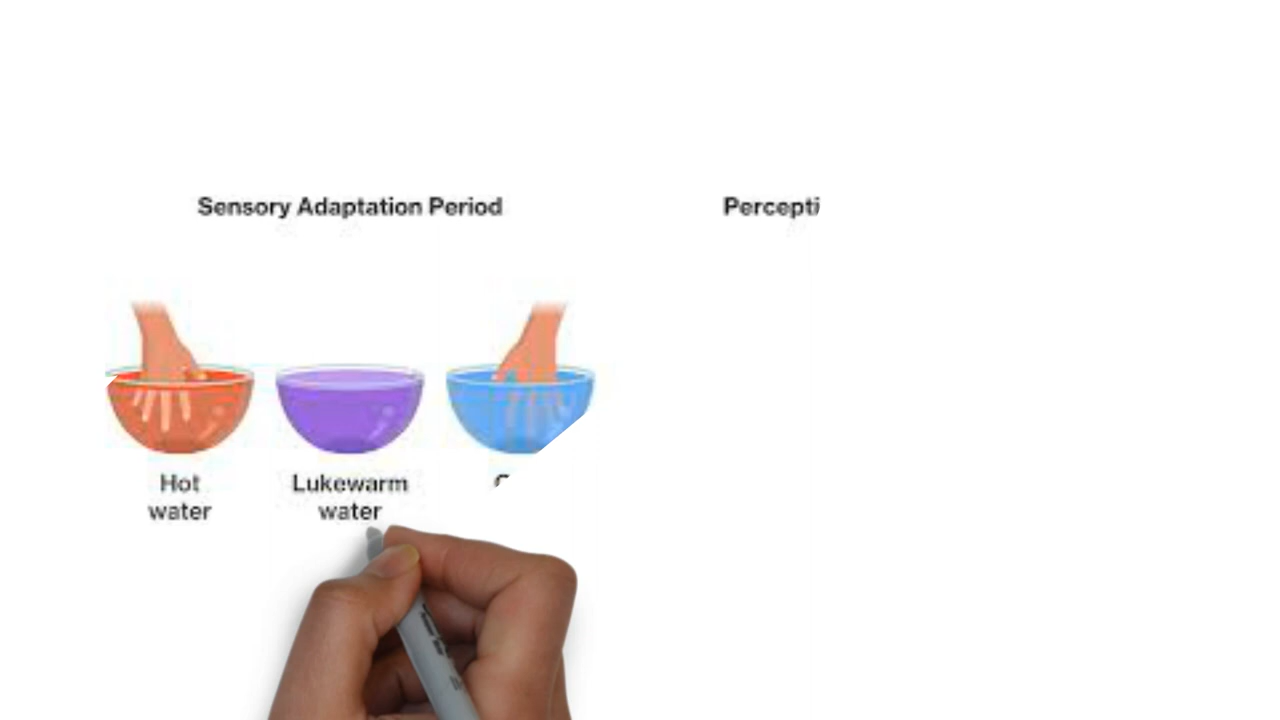 Sensory Adaptation Period
Percepti
Hot
water
Lukewarm
water
C